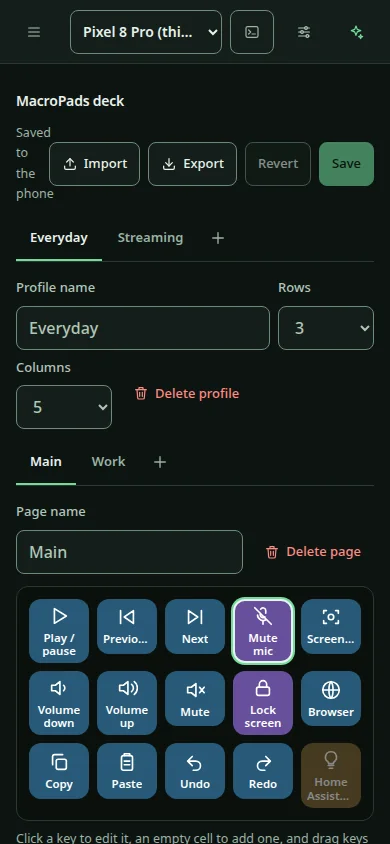 Pixel 8 Pro (thi...
MacroPads deck
Saved
to
the
phone
Import
Export
Revert
Save
Everyday
Streaming
Profile name
Rows
Everyday
3
Columns
5
Delete profile
Main
Work
Page name
Main
Delete page
Play /
pause
Previo...
Next
Mute
mic
Screen...
Volume
down
Volume
up
Mute
Lock
screen
Browser
Copy
Paste
Undo
Redo
Home
Assist...
Click a key to edit it, an empty cell to add one, and drag keys